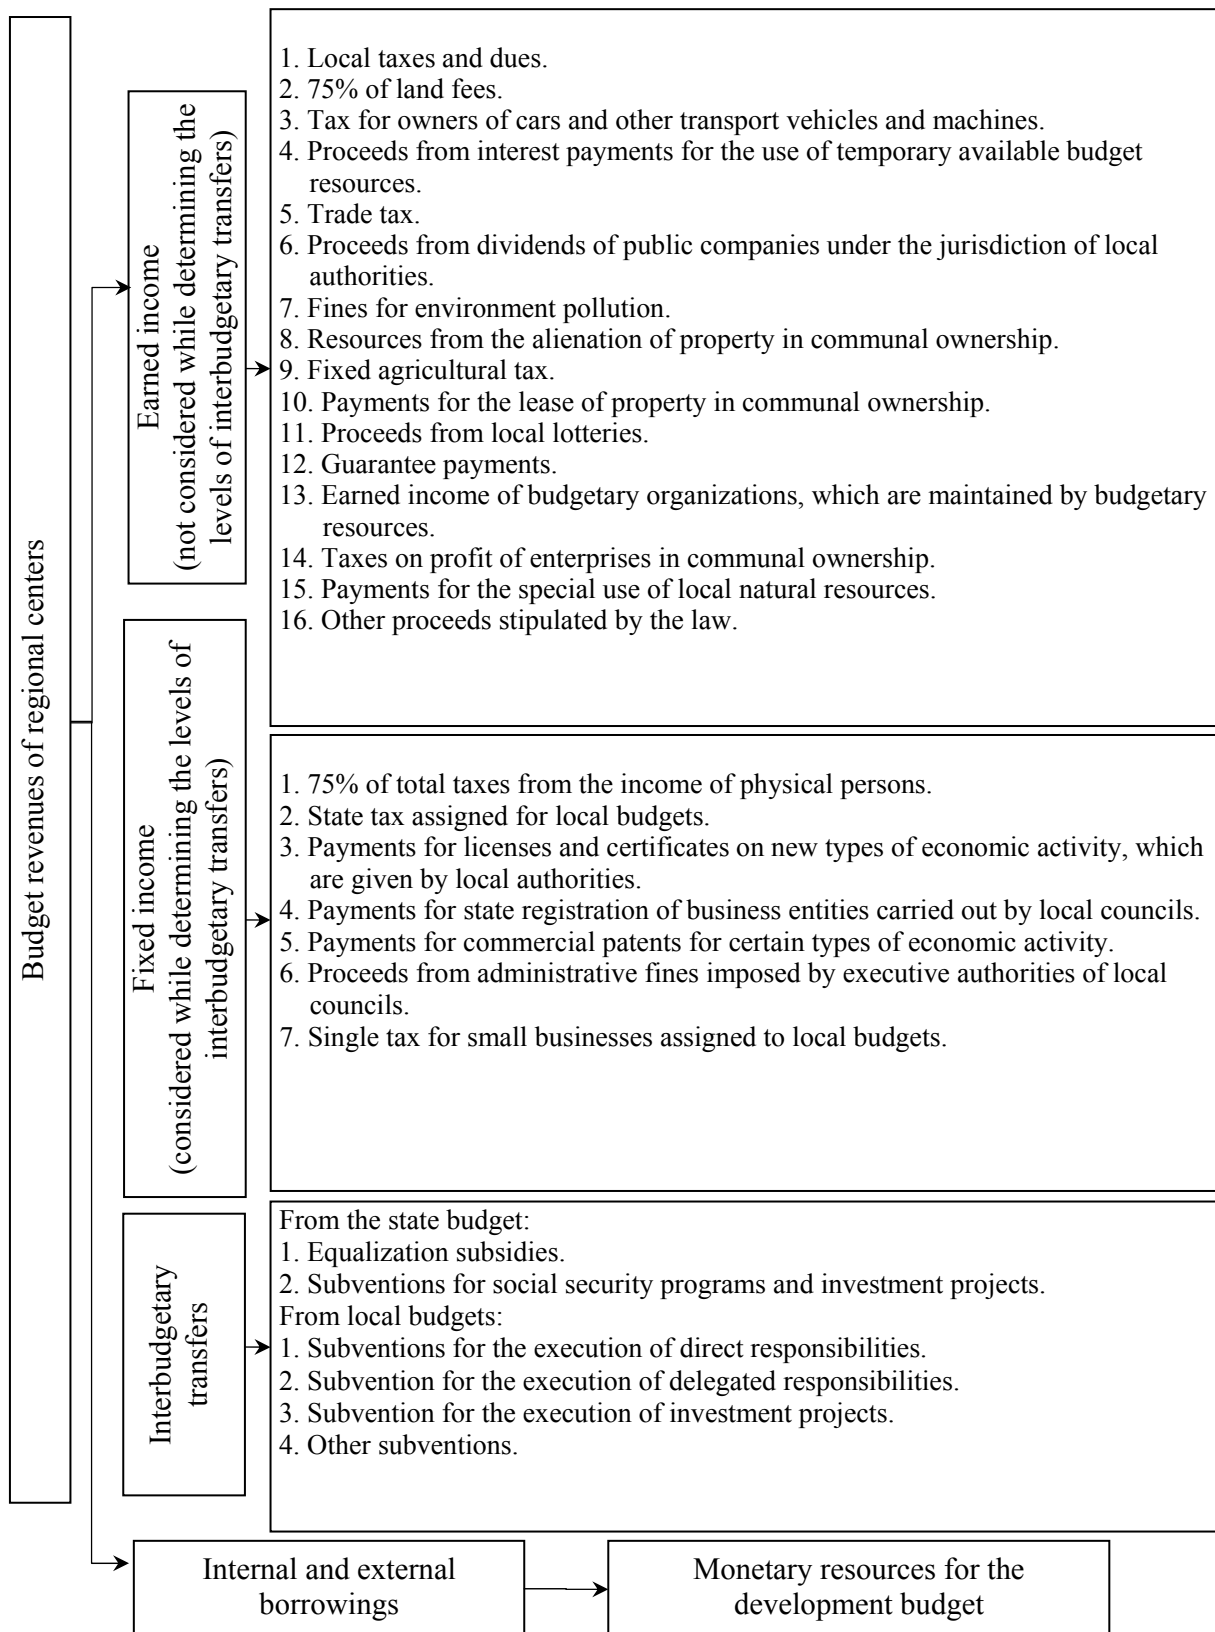 Budget revenues of regional centers
Earned income
(not considered while determining the
levels of interbudgetary transfers)
1. Local taxes and dues.
2. 75% of land fees.
3. Tax for owners of cars and other transport vehicles and machines.
4. Proceeds from interest payments for the use of temporary available budget
resources.
5. Trade tax.
6. Proceeds from dividends of public companies under the jurisdiction of local
authorities.
7. Fines for environment pollution.
8. Resources from the alienation of property in communal ownership.
9. Fixed agricultural tax.
10. Payments for the lease of property in communal ownership.
11. Proceeds from local lotteries.
12. Guarantee payments.
13. Earned income of budgetary organizations, which are maintained by budgetary
resources.
14. Taxes on profit of enterprises in communal ownership.
15. Payments for the special use of local natural resources.
16. Other proceeds stipulated by the law.
Fixed income
(considered while determining the levels of
interbudgetary transfers)
1. 75% of total taxes from the income of physical persons.
2. State tax assigned for local budgets.
3. Payments for licenses and certificates on new types of economic activity, which
are given by local authorities.
4. Payments for state registration of business entities carried out by local councils.
5. Payments for commercial patents for certain types of economic activity.
6. Proceeds from administrative fines imposed by executive authorities of local
councils.
7. Single tax for small businesses assigned to local budgets.
Interbudgetary
transfers
From the state budget:
1. Equalization subsidies.
2. Subventions for social security programs and investment projects.
From local budgets:
1. Subventions for the execution of direct responsibilities.
2. Subvention for the execution of delegated responsibilities.
3. Subvention for the execution of investment projects.
4. Other subventions.
Internal and external
borrowings
Monetary resources for the
development budget